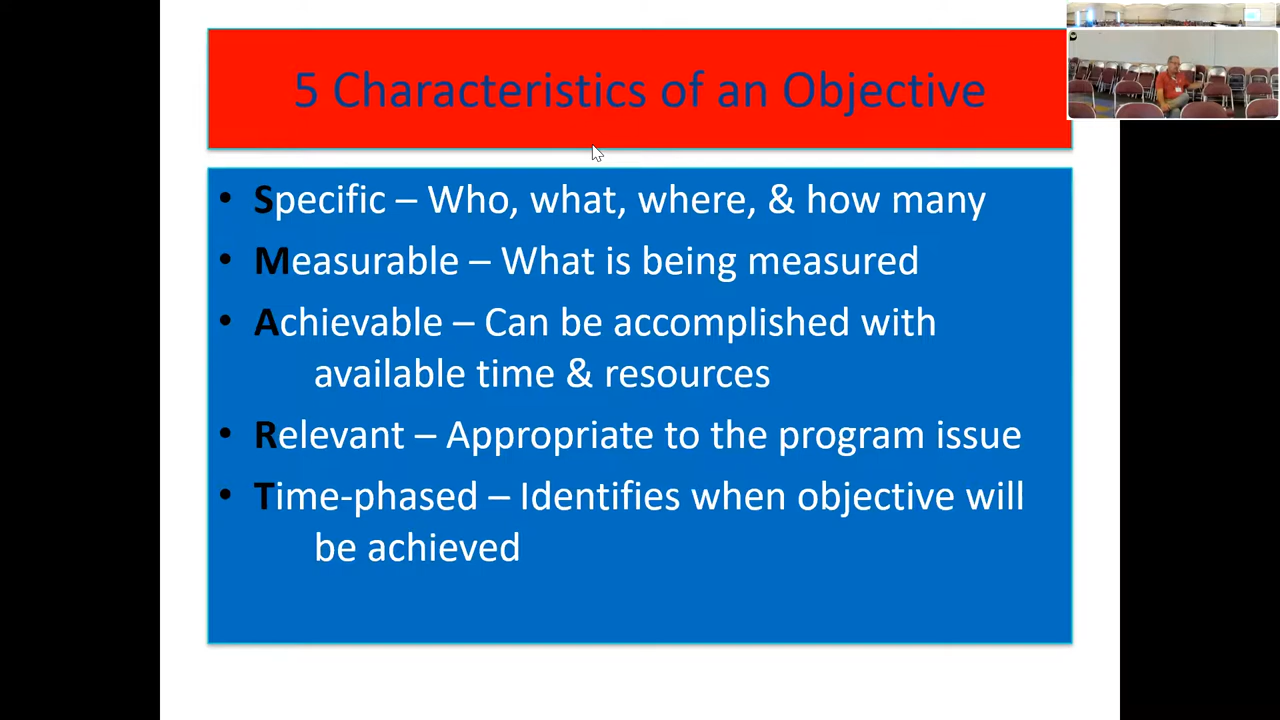 5 Characteristics of an Objective
• Specific – Who, what, where, & how many
• Measurable – What is being measured
• Achievable – Can be accomplished with
available time & resources
• Relevant – Appropriate to the program issue
• Time-phased – Identifies when objective will
be achieved